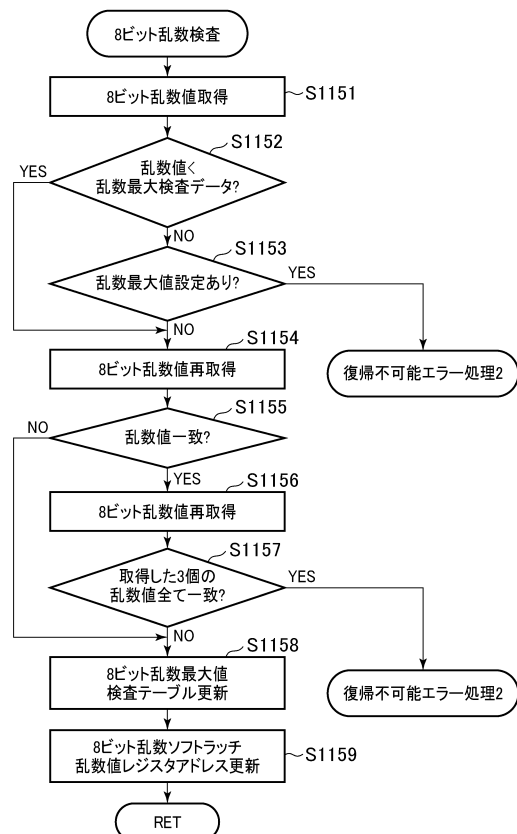 8ビット乱数検査
8ビット乱数値取得
S1151
S1152
YES
乱数値<
乱数最大検査データ?
NO
S1153
YES
乱数最大値設定あり?
NO
S1154
8ビット乱数値再取得
復帰不可能エラー処理2
S1155
NO
乱数値一致?
YES
S1156
8ビット乱数値再取得
S1157
YES
取得した3個の
乱数値全て一致?
NO
S1158
8ビット乱数最大値
検査テーブル更新
復帰不可能エラー処理2
8ビット乱数ソフトラッチ
乱数値レジスタアドレス更新
S1159
RET